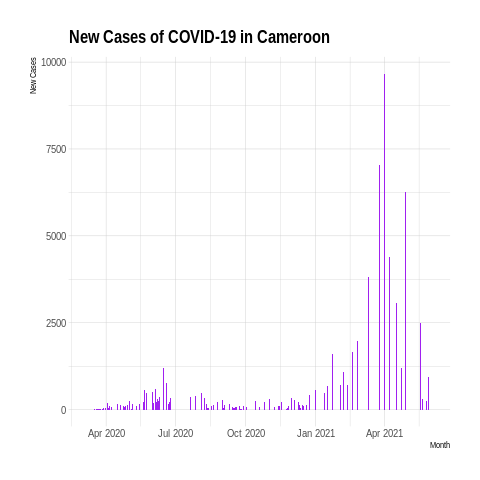 New Cases of COVID-19 in Cameroon
New Cases
10000
7500
5000
2500
0
Apr 2020 Jul 2020 Oct 2020 Jan 2021 Apr 2021
Month